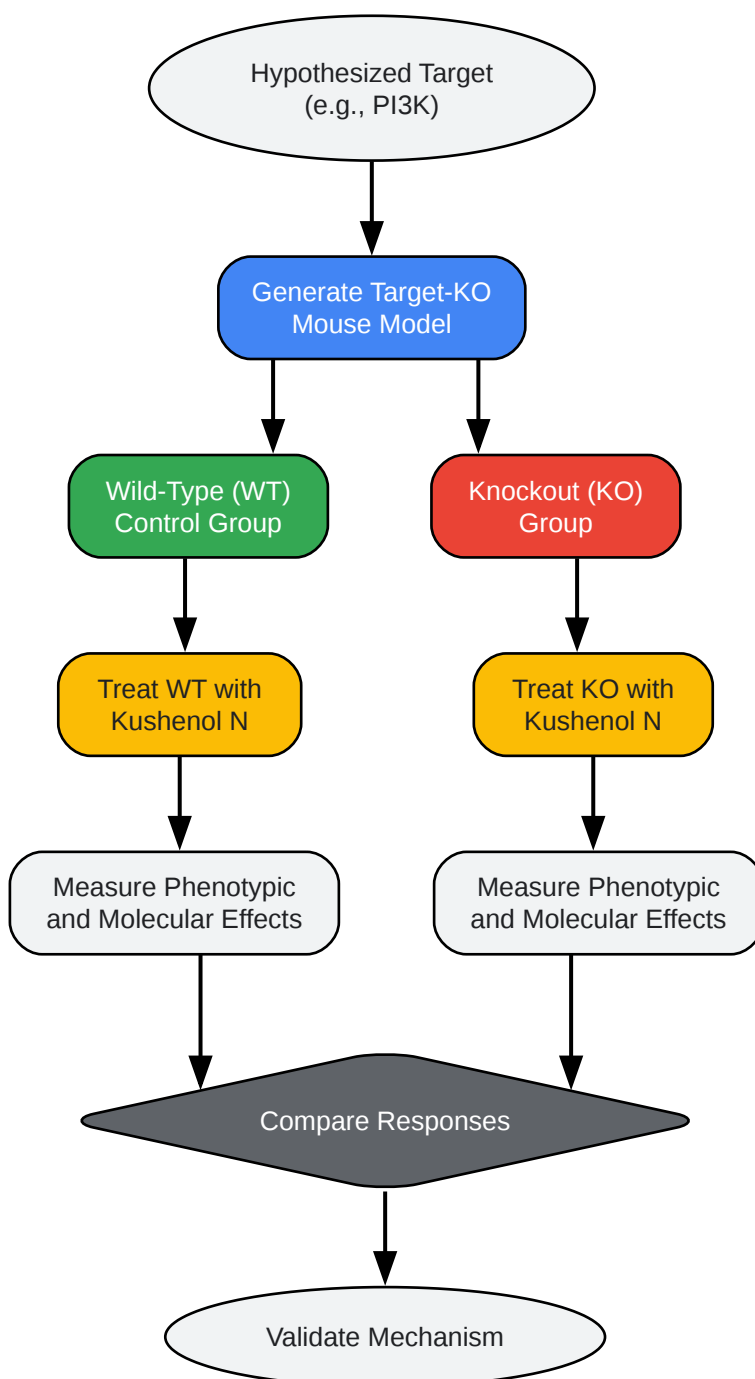 Hypothesized Target
(e.g., PI3K)
Generate Target-KO
Mouse Model
Wild-Type (WT)
Control Group
Knockout (KO)
Group
Treat WT with
Kushenol N
Treat KO with
Kushenol N
Measure Phenotypic
and Molecular Effects
Measure Phenotypic
and Molecular Effects
Compare Responses
Validate Mechanism